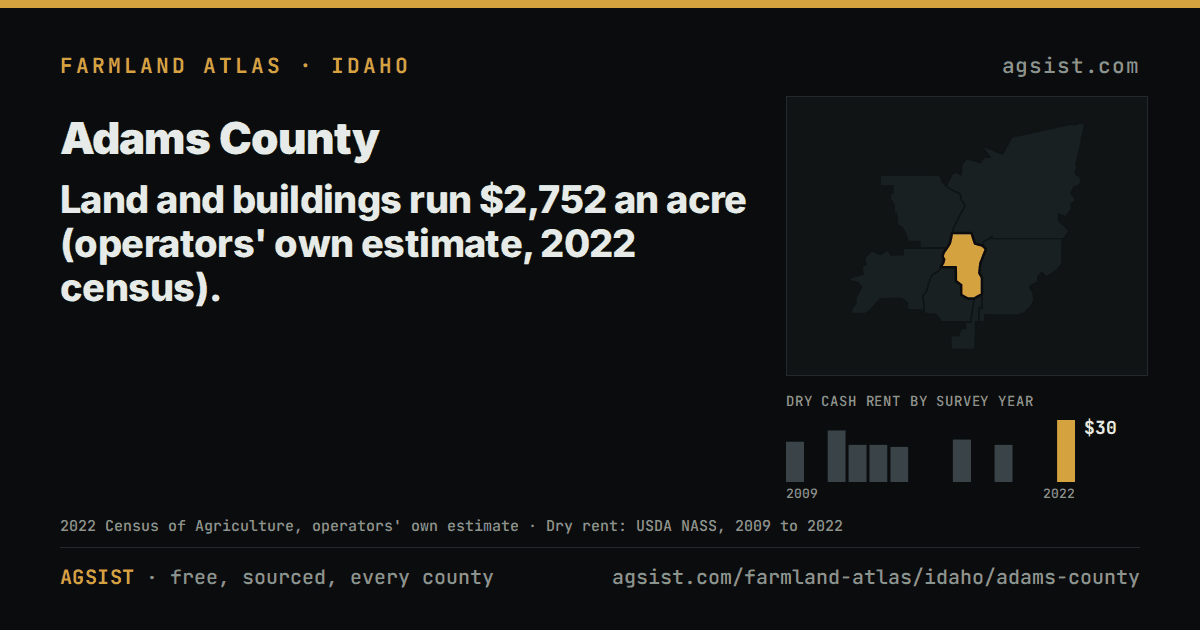 FARMLAND ATLAS · IDAHO
agsist.com
Adams County
Land and buildings run $2,752 an acre
(operators' own estimate, 2022
census).
DRY CASH RENT BY SURVEY YEAR
$30
2009
2022
2022 Census of Agriculture, operators' own estimate · Dry rent: USDA NASS, 2009 to 2022
AGSIST · free, sourced, every county
agsist.com/farmland-atlas/idaho/adams-county